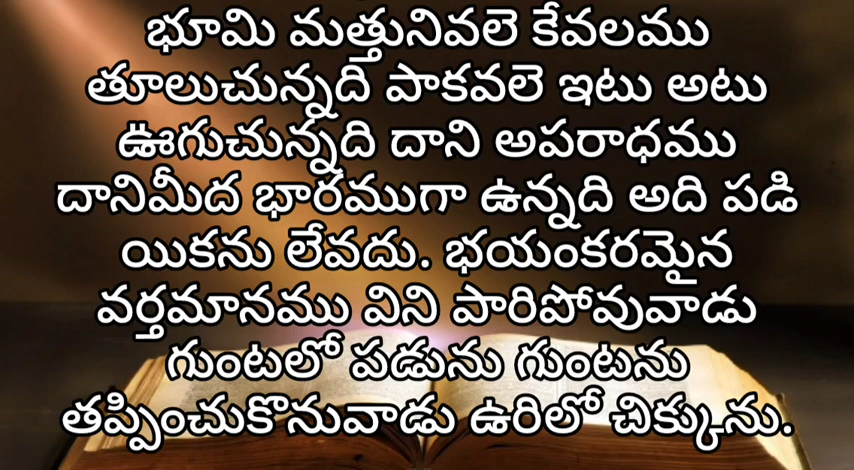 భూమి మత్తునివలె కేవలము
తూలుచున్నది పాకవలె ఇటు అటు
ఊగుచున్నది దాని అపరాధము
దానిమీద భారముగా ఉన్నది అది పడి
యికను లేవదు. భయంకరమైన
వర్తమానము విని పారిపోవువాడు
గుంటలో పడును గుంటను
తప్పించుకొనువాడు ఉరిలో చిక్కును.